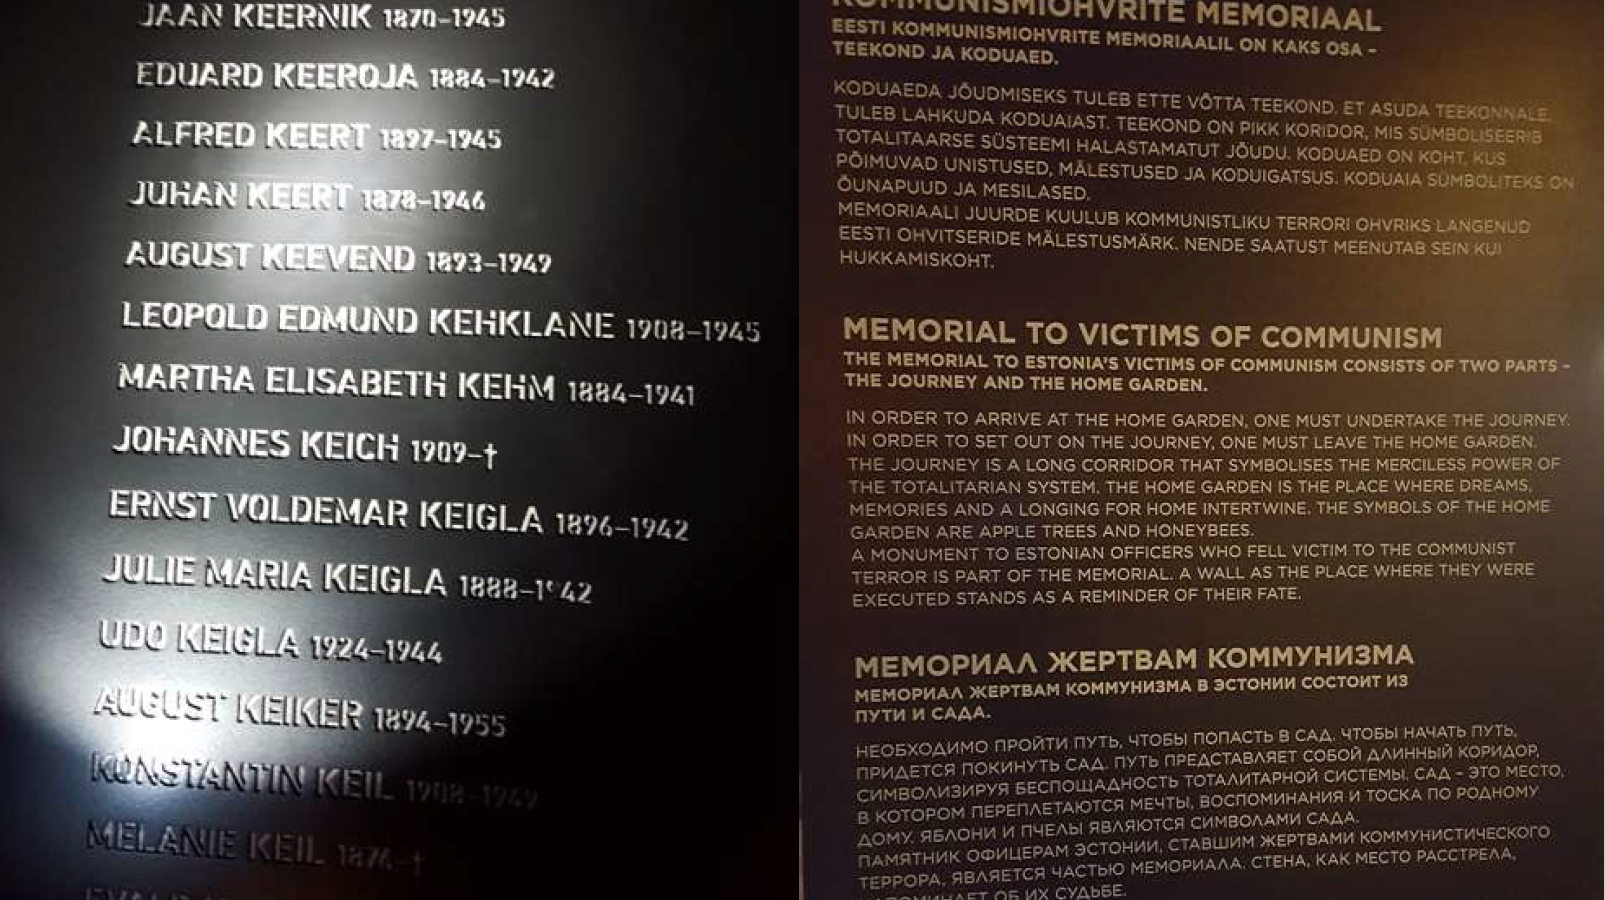 JAAN KEERNIK 1870–1945
EDUARD KEEROJA 1884–1942
ALFRED KEERT 1897–1945
JUHAN KEERT 1878–1946
AUGUST KEEVEND 1893–1949
LEOPOLD EDMUND KEHKLANE 1908–1945
MARTHA ELISABETH KEHM 1884–1941
JOHANNES KEICH 1909–†
ERNST VOLDEMAR KEIGLA 1896–1942
JULIE MARIA KEIGLA 1888–1942
UDO KEIGLA 1924–1944
AUGUST KEIKER 1894–1955
KONSTANTIN KEIL 1908–1949
MELANIE KEIL 1874–†
KOMMUNISMIOHVRITE MEMORIAAL
EESTI KOMMUNISMIOHVRITE MEMORIAALIL ON KAKS OSA –
TEEKOND JA KODUAED.
KODUAEDA JÕUDMISEKS TULEB ETTE VÕTTA TEEKOND. ET ASUDA TEEKONNALE,
TULEB LAHKUDA KODUAIAST. TEEKOND ON PIKK KORIDOR, MIS SÜMBOLISEERIB
TOTALITAARSE SÜSTEEMI HALASTAMATUT JÕUDU. KODUAED ON KOHT, KUS
PÕIMUVAD UNISTUSED, MÄLESTUSED JA KODUIGATSUS. KODUAIA SÜMBOLITEKS ON
ÕUNAPUUD JA MESILASED.
MEMORIAALI JUURDE KUULUB KOMMUNISTLIKU TERRORI OHVRIKS LANGENUD
EESTI OHVITSERIDE MÄLESTUSMÄRK. NENDE SAATUST MEENUTAB SEIN KUI
HUKKAMISKOHT.
MEMORIAL TO VICTIMS OF COMMUNISM
THE MEMORIAL TO ESTONIA'S VICTIMS OF COMMUNISM CONSISTS OF TWO PARTS –
THE JOURNEY AND THE HOME GARDEN.
IN ORDER TO ARRIVE AT THE HOME GARDEN, ONE MUST UNDERTAKE THE JOURNEY.
IN ORDER TO SET OUT ON THE JOURNEY, ONE MUST LEAVE THE HOME GARDEN.
THE JOURNEY IS A LONG CORRIDOR THAT SYMBOLISES THE MERCILESS POWER OF
THE TOTALITARIAN SYSTEM. THE HOME GARDEN IS THE PLACE WHERE DREAMS,
MEMORIES AND A LONGING FOR HOME INTERTWINE. THE SYMBOLS OF THE HOME
GARDEN ARE APPLE TREES AND HONEYBEES.
A MONUMENT TO ESTONIAN OFFICERS WHO FELL VICTIM TO THE COMMUNIST
TERROR IS PART OF THE MEMORIAL. A WALL AS THE PLACE WHERE THEY WERE
EXECUTED STANDS AS A REMINDER OF THEIR FATE.
МЕМОРИАЛ ЖЕРТВАМ КОММУНИЗМА
МЕМОРИАЛ ЖЕРТВАМ КОММУНИЗМА В ЭСТОНИИ СОСТОИТ ИЗ
ПУТИ И САДА.
НЕОБХОДИМО ПРОЙТИ ПУТЬ, ЧТОБЫ ПОПАСТЬ В САД. ЧТОБЫ НАЧАТЬ ПУТЬ,
ПРИДЕТСЯ ПОКИНУТЬ САД. ПУТЬ ПРЕДСТАВЛЯЕТ СОБОЙ ДЛИННЫЙ КОРИДОР,
СИМВОЛИЗИРУЯ БЕСПОЩАДНОСТЬ ТОТАЛИТАРНОЙ СИСТЕМЫ. САД – ЭТО МЕСТО,
В КОТОРОМ ПЕРЕПЛЕТАЮТСЯ МЕЧТЫ, ВОСПОМИНАНИЯ И ТОСКА ПО РОДНОМУ
ДОМУ. ЯБЛОНИ И ПЧЕЛЫ ЯВЛЯЮТСЯ СИМВОЛАМИ САДА.
ПАМЯТНИК ОФИЦЕРАМ ЭСТОНИИ, СТАВШИМ ЖЕРТВАМИ КОММУНИСТИЧЕСКОГО
ТЕРРОРА, ЯВЛЯЕТСЯ ЧАСТЬЮ МЕМОРИАЛА. СТЕНА, КАК МЕСТО РАССТРЕЛА,
НАПОМИНАЕТ ОБ ИХ СУДЬБЕ.